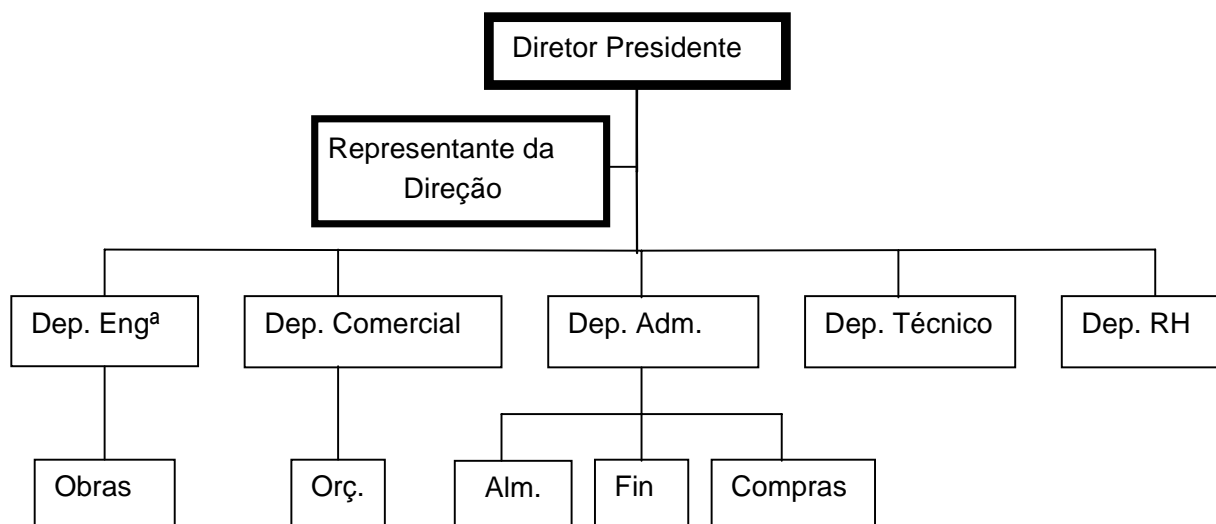 Diretor Presidente
Representante da
Direção
Dep. Engª
Dep. Comercial
Dep. Adm.
Dep. Técnico
Dep. RH
Obras
Orç.
Alm.
Fin
Compras